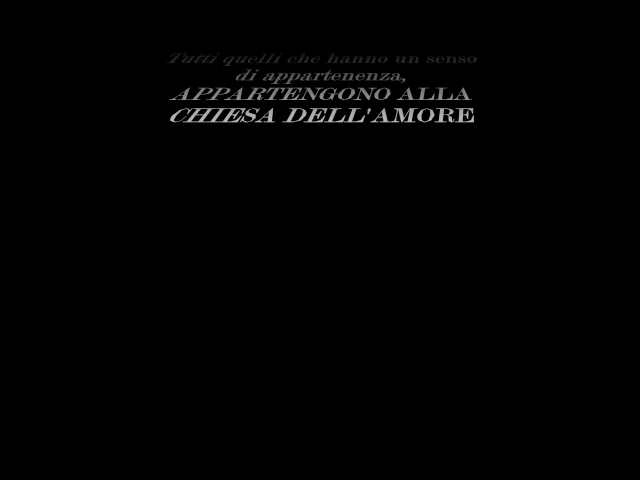 Tutti quelli che hanno un senso
di appartenenza,
APPARTENGONO ALLA
CHIESA DELL'AMORE